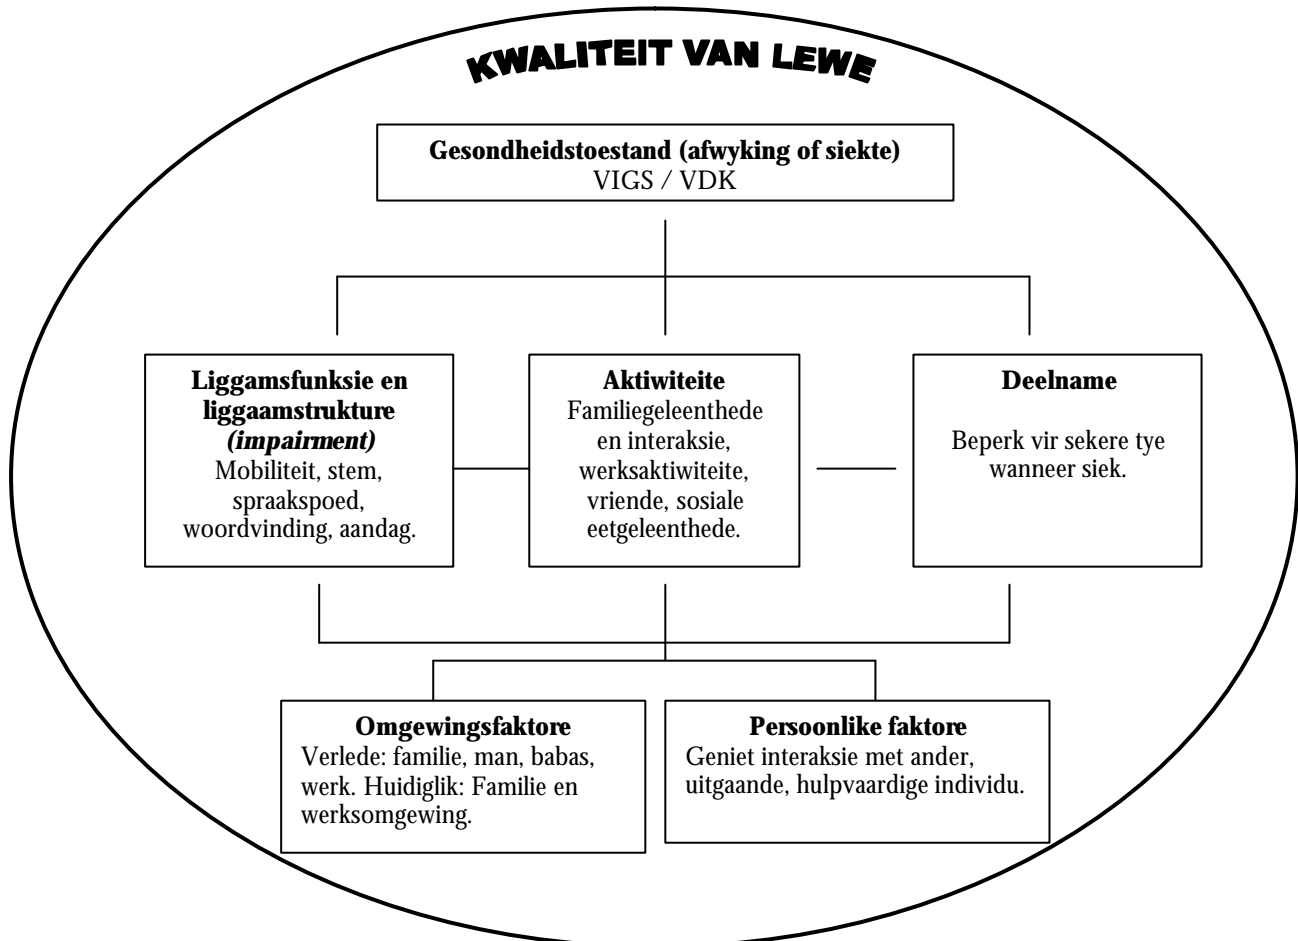 KWALITEIT VAN LEWE
Gesondheidstoestand (afwyking of siekte)
VIGS / VDK
Liggamsfunksie en
liggaamstrukture
(impairment)
Mobiliteit, stem,
spraakspoed,
woordvinding, aandag.
Aktiwiteite
Familiegeleenthede
en interaksie,
werksaktiwiteite,
vriende, sosiale
eetgeleenthede.
Deelname
Beperk vir sekere tye
wanneer siek.
Omgewingsfaktore
Verlede: familie, man, babas,
werk. Huidiglik: Familie en
werksomgewing.
Persoonlike faktore
Geniet interaksie met ander,
uitgaande, hulpvaardige individu.